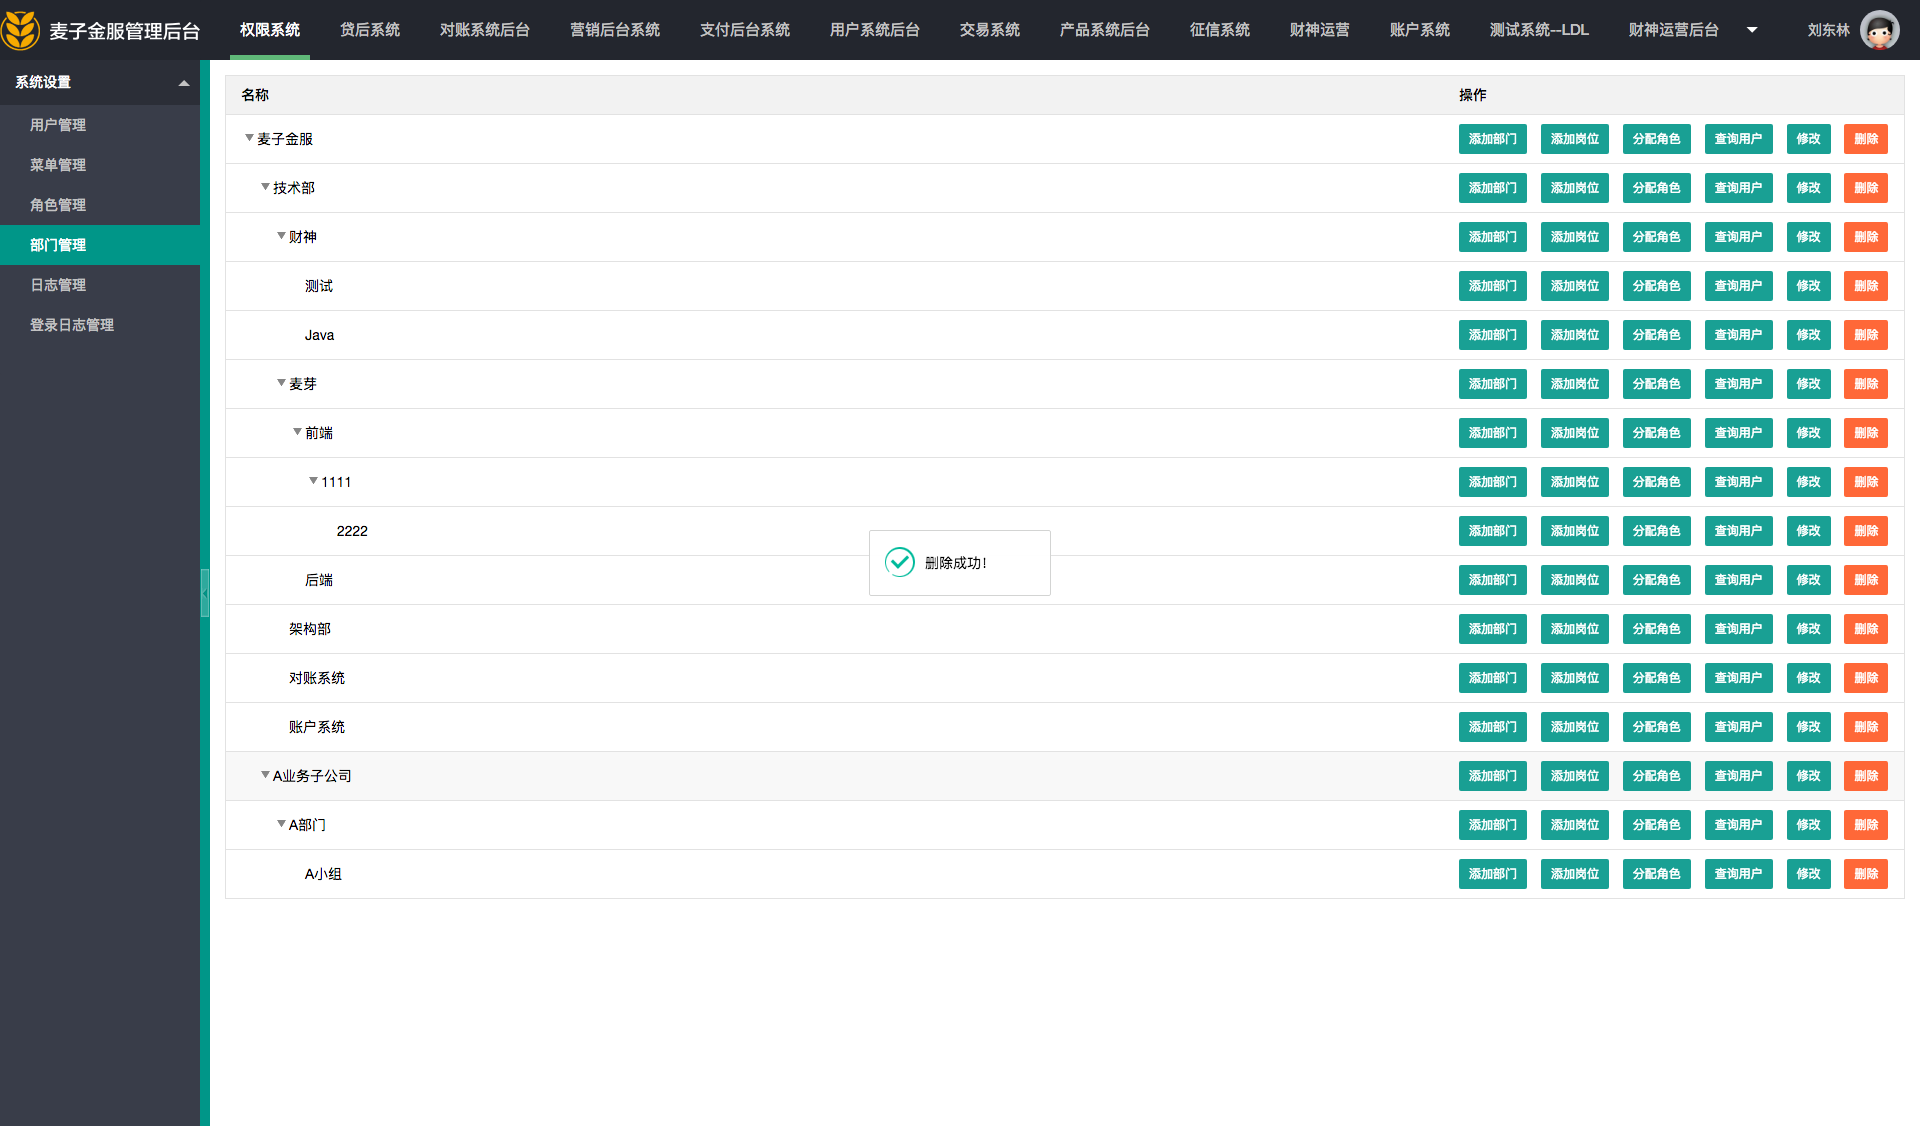 麦子金服管理后台 权限系统 贷后系统 对账系统后台 营销后台系统 支付后台系统 用户系统后台 交易系统 产品系统后台 征信系统 财神运营 账户系统 测试系统--LDL 财神运营后台 刘东林
系统设置
用户管理
菜单管理
角色管理
部门管理
日志管理
登录日志管理
名称 操作
麦子金服 添加部门 添加岗位 分配角色 查询用户 修改 删除
技术部 添加部门 添加岗位 分配角色 查询用户 修改 删除
财神 添加部门 添加岗位 分配角色 查询用户 修改 删除
测试 添加部门 添加岗位 分配角色 查询用户 修改 删除
Java 添加部门 添加岗位 分配角色 查询用户 修改 删除
麦芽 添加部门 添加岗位 分配角色 查询用户 修改 删除
前端 添加部门 添加岗位 分配角色 查询用户 修改 删除
1111 添加部门 添加岗位 分配角色 查询用户 修改 删除
2222 添加部门 添加岗位 分配角色 查询用户 修改 删除
删除成功!
后端 添加部门 添加岗位 分配角色 查询用户 修改 删除
架构部 添加部门 添加岗位 分配角色 查询用户 修改 删除
对账系统 添加部门 添加岗位 分配角色 查询用户 修改 删除
账户系统 添加部门 添加岗位 分配角色 查询用户 修改 删除
A业务子公司 添加部门 添加岗位 分配角色 查询用户 修改 删除
A部门 添加部门 添加岗位 分配角色 查询用户 修改 删除
A小组 添加部门 添加岗位 分配角色 查询用户 修改 删除